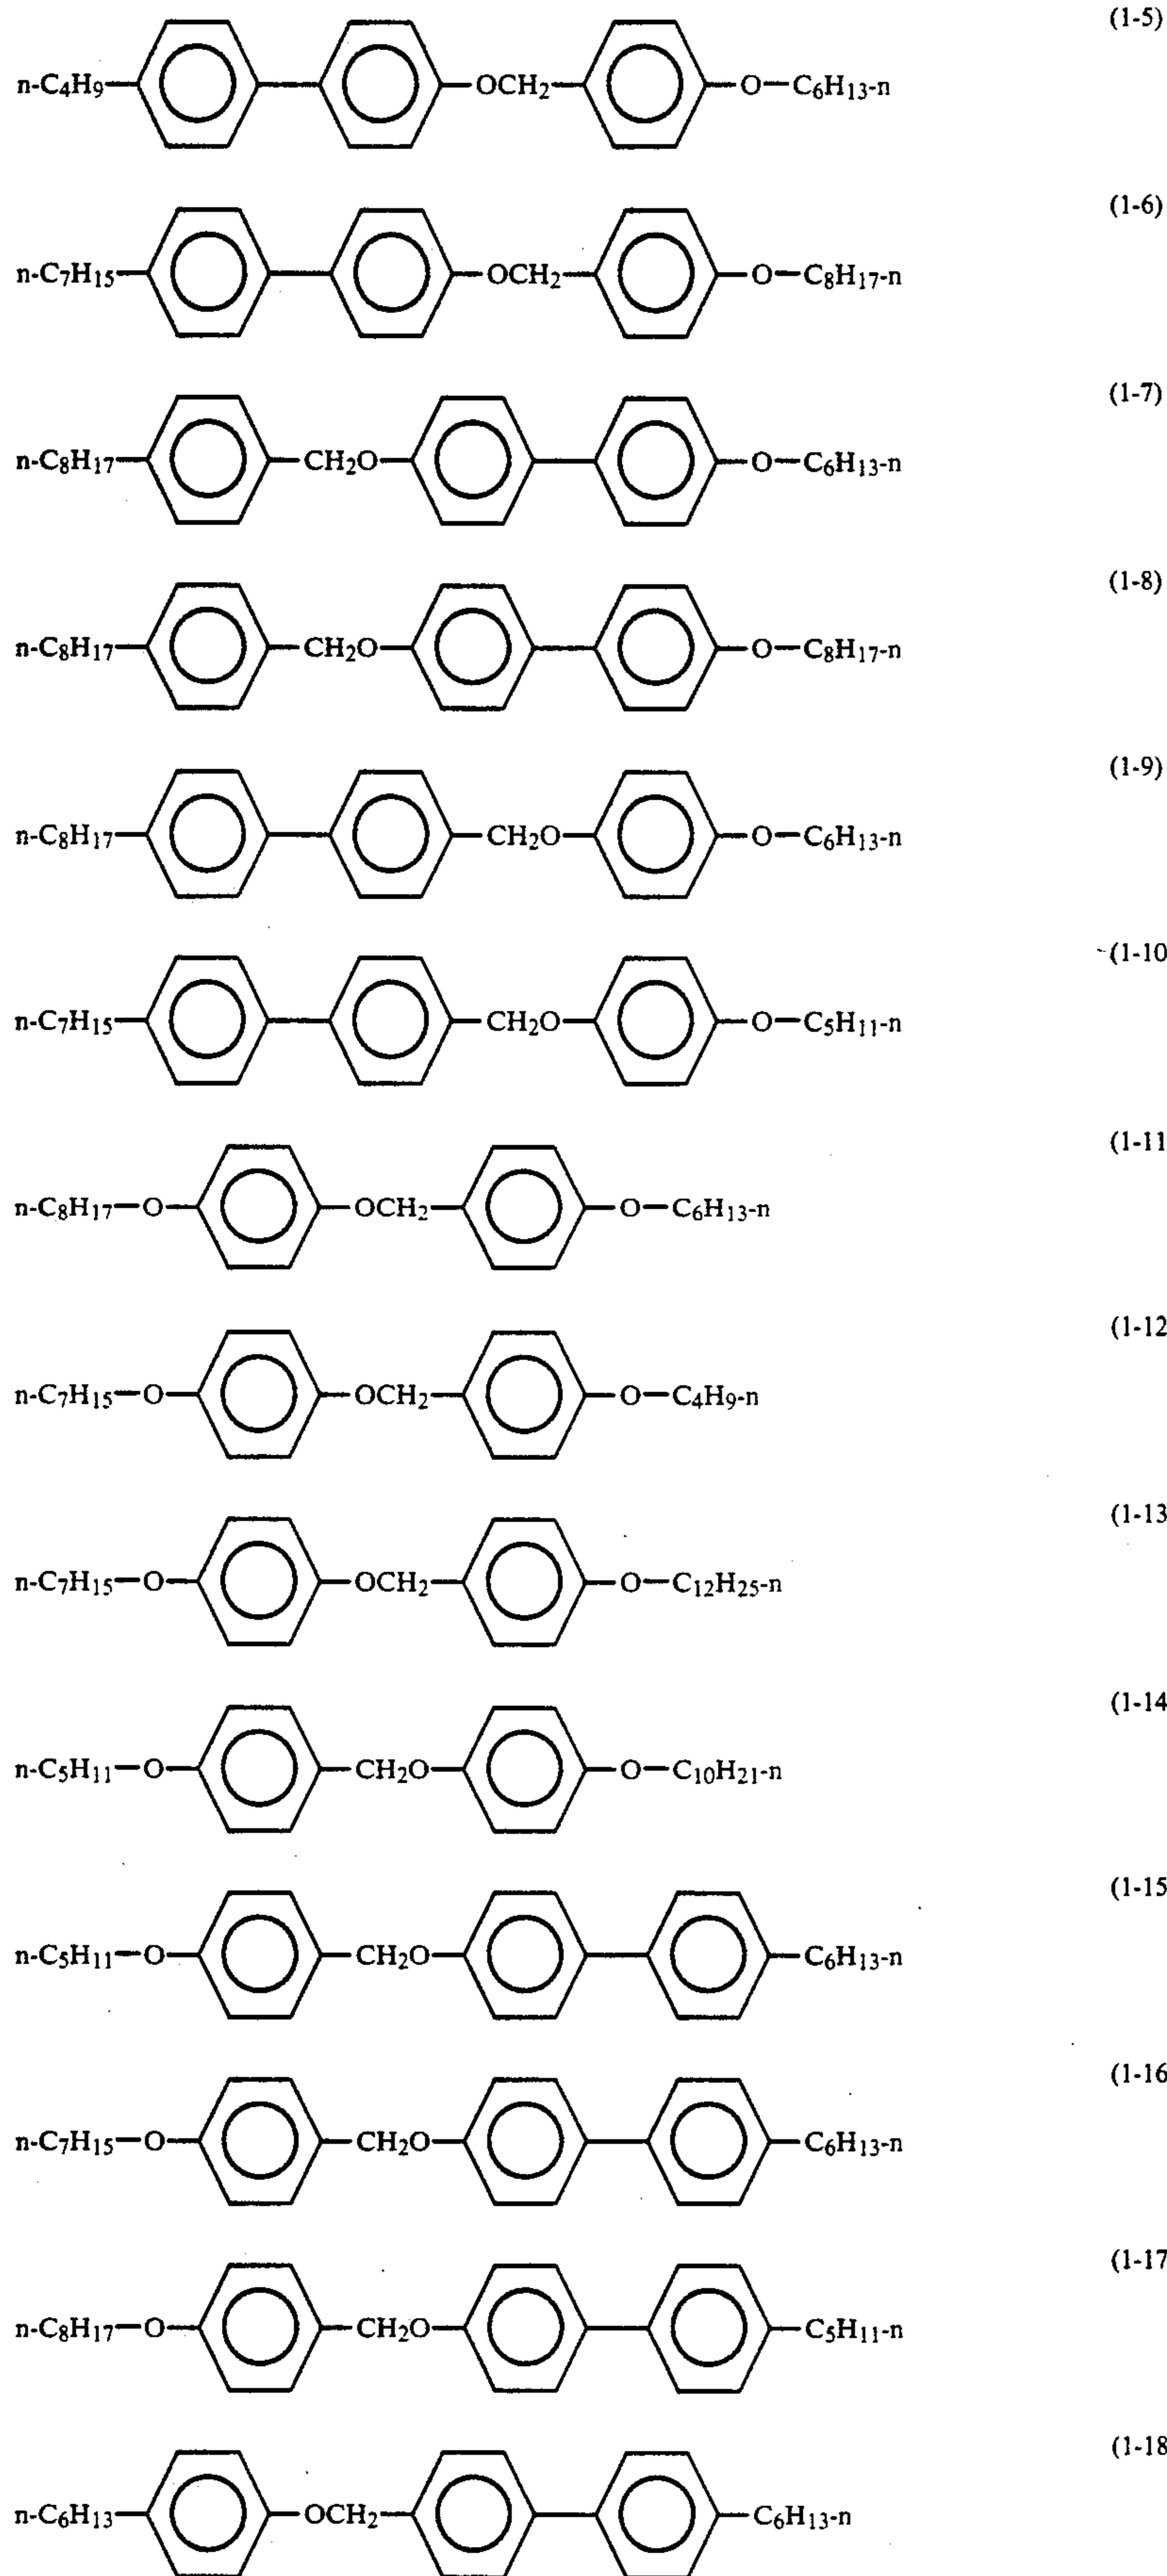 (1-5)
n-C4H9 OCH2 O C6H13-n
(1-6)
n-C7H15 OCH2 O C8H17-n
(1-7)
n-C8H17 CH2O O C6H13-n
(1-8)
n-C8H17 CH2O O C8H17-n
(1-9)
n-C8H17 CH2O O C6H13-n
(1-10
n-C7H15 CH2O O C5H11-n
(1-11
n-C8H17 O OCH2 O C6H13-n
(1-12
n-C7H15 O OCH2 O C4H9-n
(1-13
n-C7H15 O OCH2 O C12H25-n
(1-14
n-C5H11 O CH2O O C10H21-n
(1-15
n-C5H11 O CH2O C6H13-n
(1-16
n-C7H15 O CH2O C6H13-n
(1-17
n-C8H17 O CH2O C5H11-n
(1-18
n-C6H13 OCH2 C6H13-n